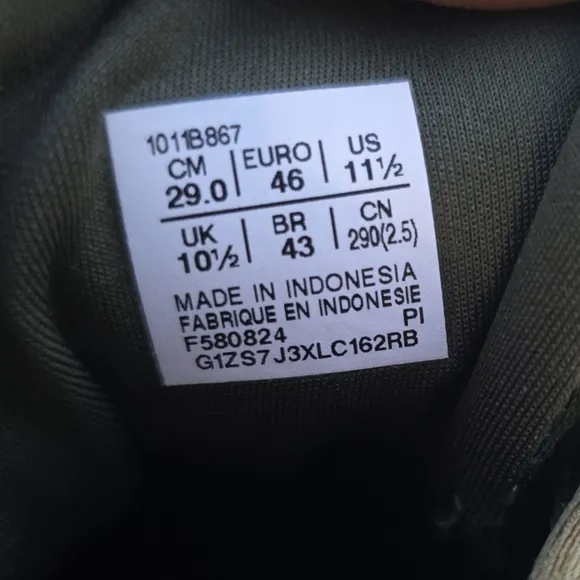 1011B867
CM EURO US
29.0 46 11½
UK BR CN
10½ 43 290(2.5)
MADE IN INDONESIA
FABRIQUE EN INDONESIE
F580824 PI
G1ZS7J3XLC162RB